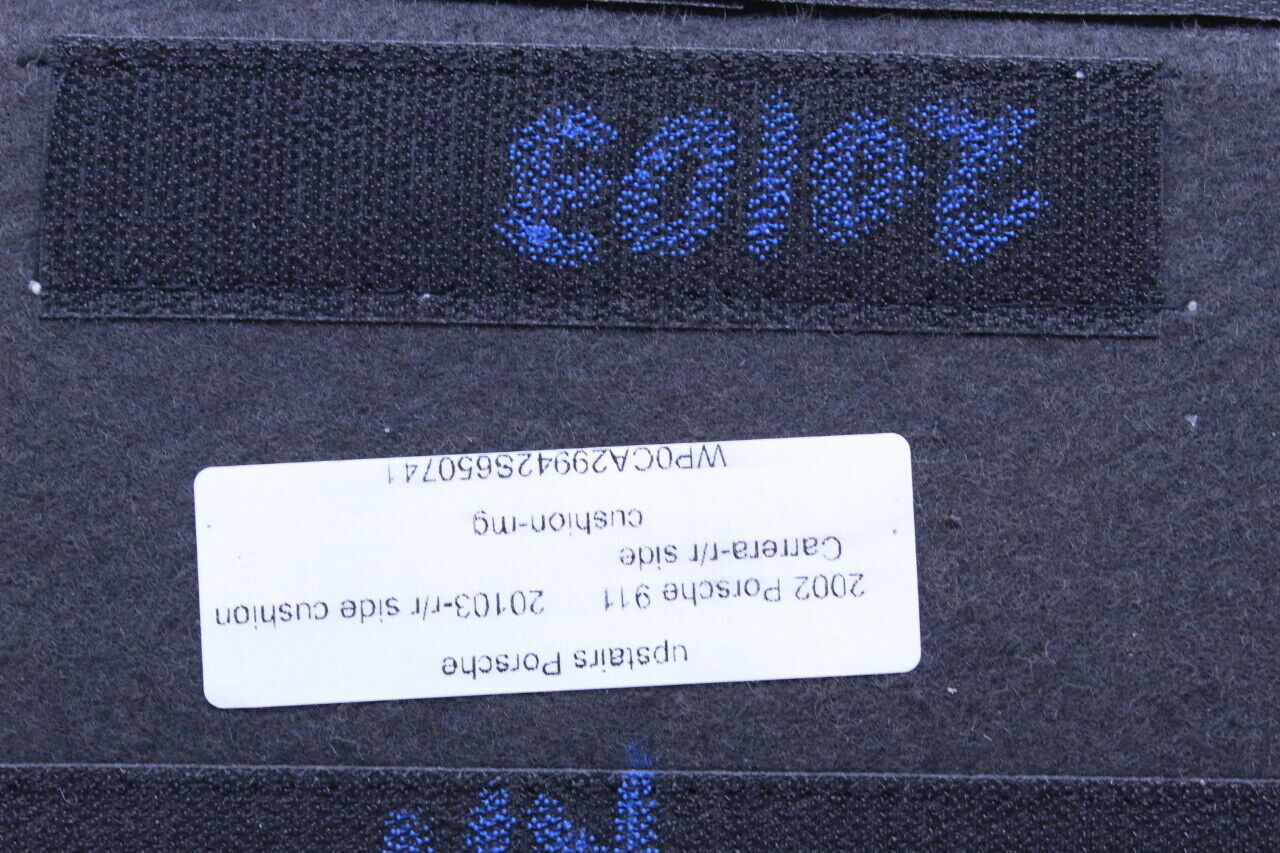 upstairs Porsche
2002 Porsche 911 20103-r/r side cushion
Carrera-r/r side
cushion-mg
WP0CA29942S650741
20103